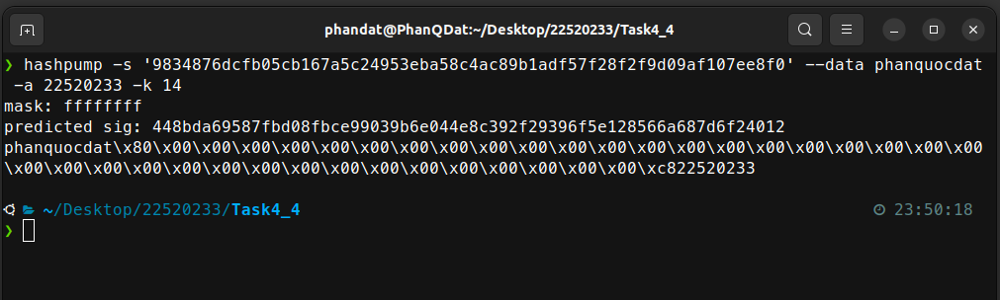 phandat@PhanQDat:~/Desktop/22520233/Task4_4
❯ hashpump -s '9834876dcfb05cb167a5c24953eba58c4ac89b1adf57f28f2f9d09af107ee8f0' --data phanquocdat
-a 22520233 -k 14
mask: ffffffff
predicted sig: 448bda69587fbd08fbce99039b6e044e8c392f29396f5e128566a687d6f24012
phanquocdat\x80\x00\x00\x00\x00\x00\x00\x00\x00\x00\x00\x00\x00\x00\x00\x00\x00\x00\x00\x00\x00\x00
\x00\x00\x00\x00\x00\x00\x00\x00\x00\x00\x00\x00\x00\x00\x00\x00\xc822520233
~/Desktop/22520233/Task4_4
23:50:18
❯